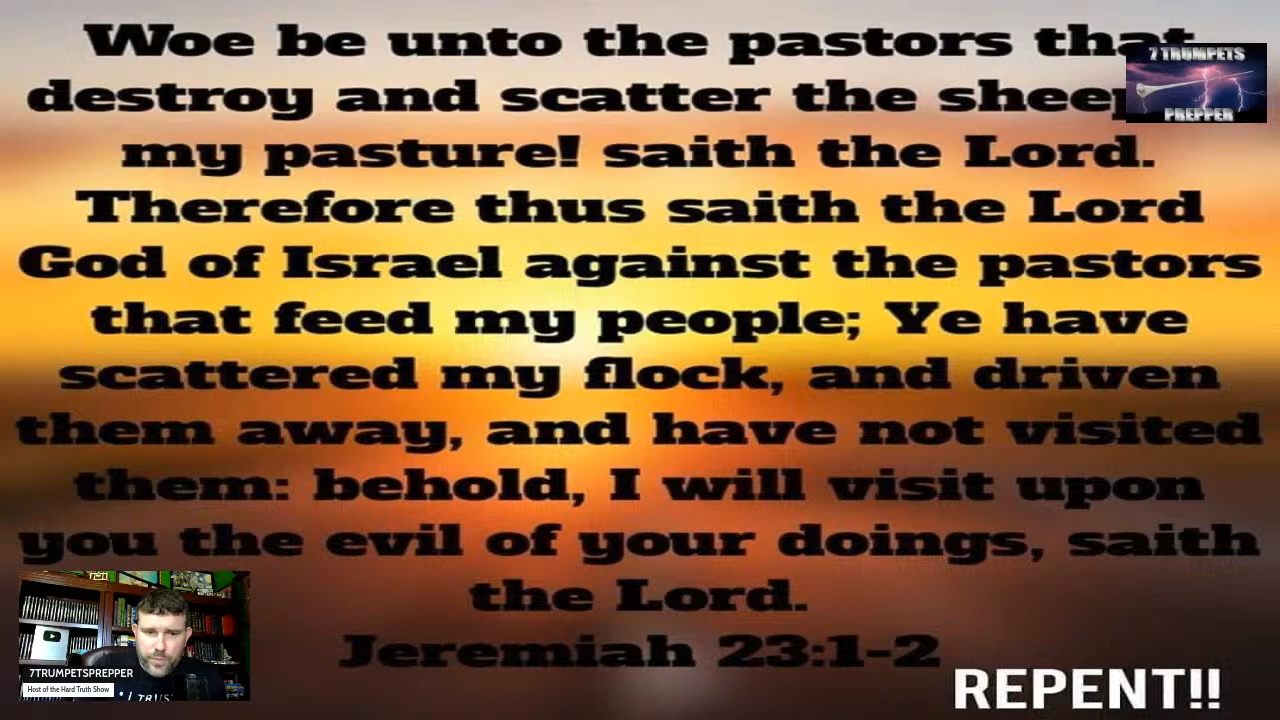 Woe be unto the pastors that
destroy and scatter the sheep
my pasture! saith the Lord.
Therefore thus saith the Lord
God of Israel against the pastors
that feed my people; Ye have
scattered my flock, and driven
them away, and have not visited
them: behold, I will visit upon
you the evil of your doings, saith
the Lord.
Jeremiah 23:1-2
REPENT!!
7 TRUMPETS
PREPPER
7TRUMPETSPREPPER
Host of the Hard Truth Show